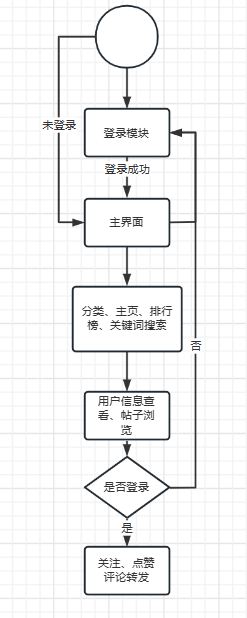 未登录
登录模块
登录成功
主界面
分类、主页、排行
榜、关键词搜索
否
用户信息查
看、帖子浏
览
是否登录
是
关注、点赞
评论转发